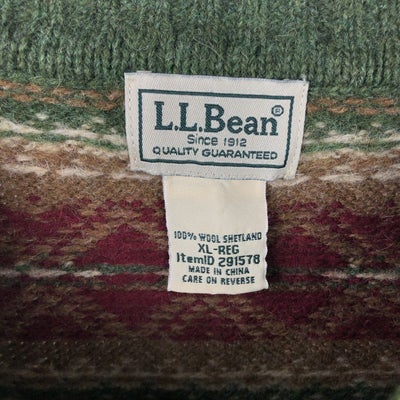 L.L.Bean®
Since 1912
QUALITY GUARANTEED
100% WOOL SHETLAND
XL-REG
ItemID 291578
MADE IN CHINA
CARE ON REVERSE